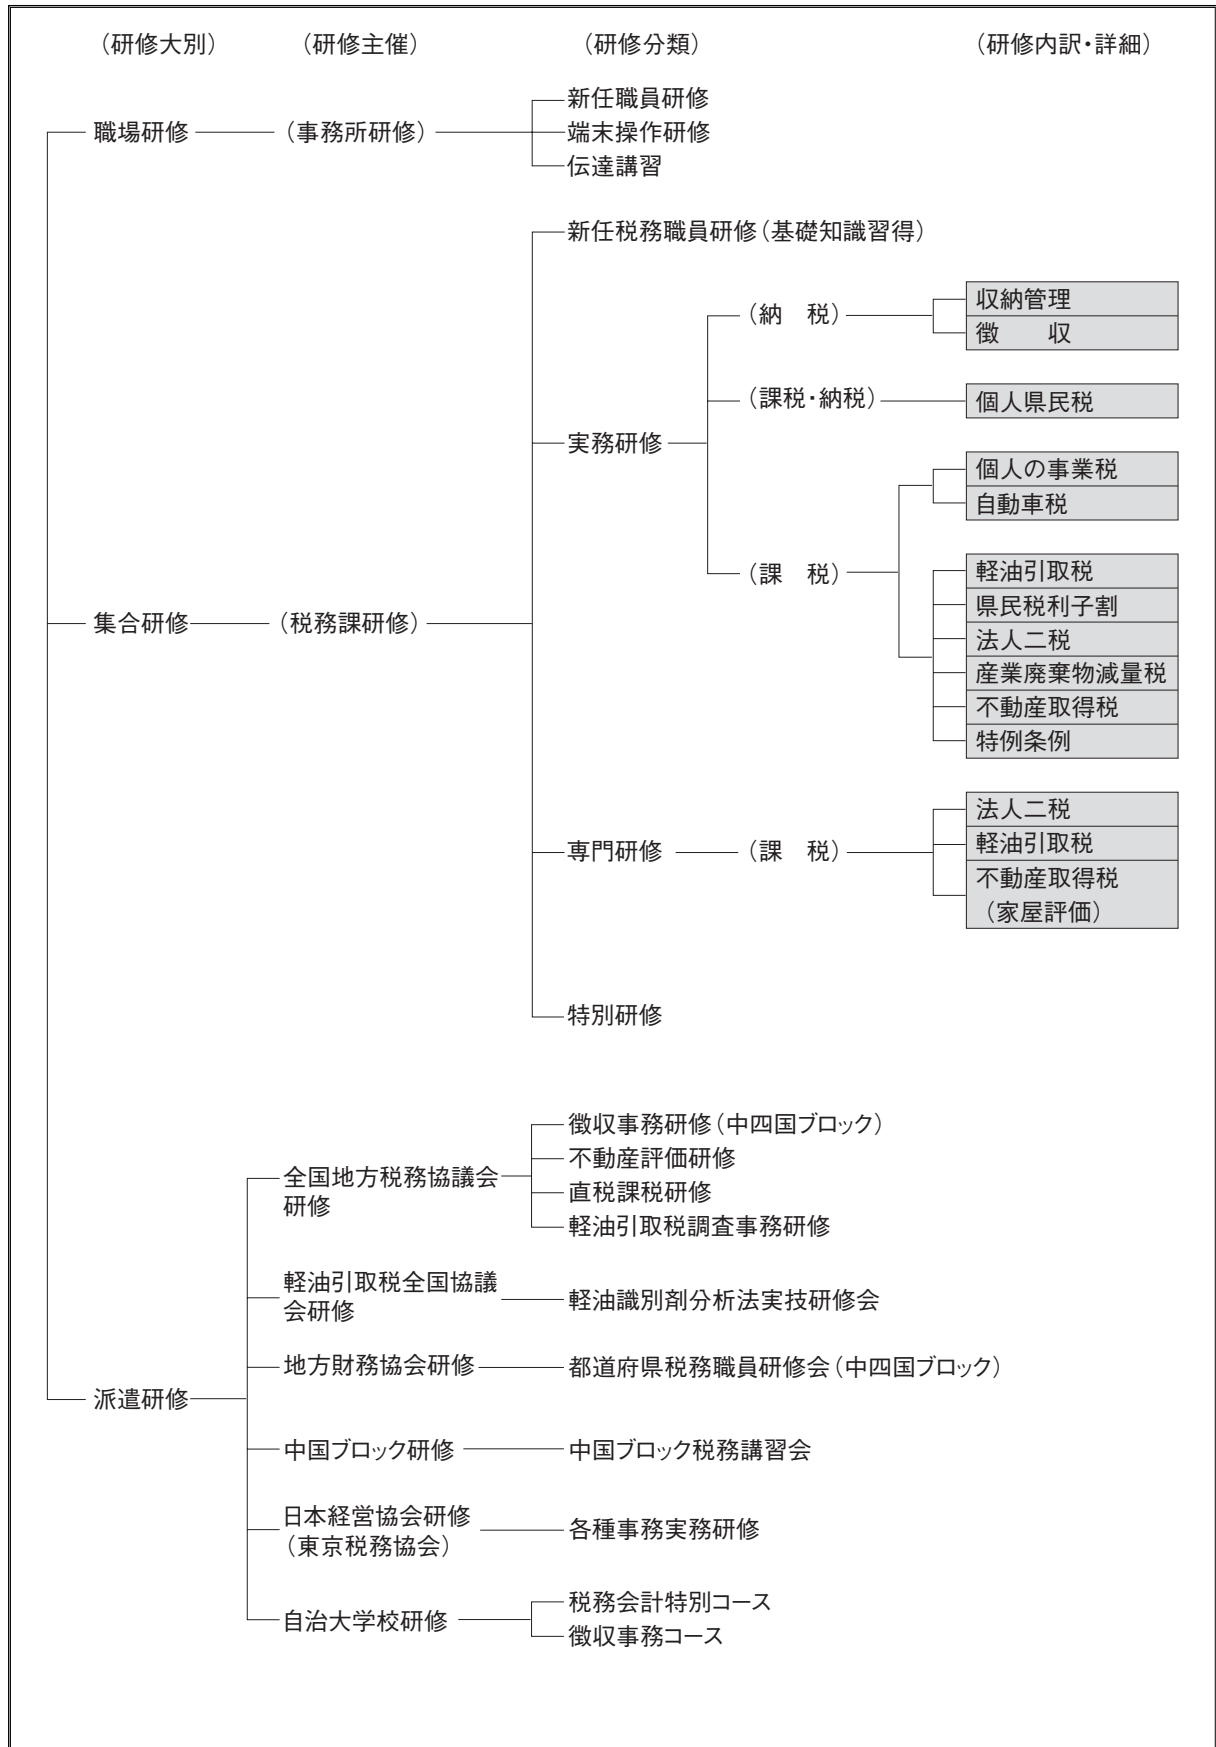 （研修大別）
（研修主催）
（研修分類）
（研修内訳・詳細）
職場研修
（事務所研修）
新任職員研修
端末操作研修
伝達講習
集合研修
（税務課研修）
新任税務職員研修（基礎知識習得）
実務研修
（納　税）
収納管理
徴　　収
（課税・納税）
個人県民税
（課　税）
個人の事業税
自動車税
軽油引取税
県民税利子割
法人二税
産業廃棄物減量税
不動産取得税
特例条例
専門研修
（課　税）
法人二税
軽油引取税
不動産取得税
（家屋評価）
特別研修
派遣研修
全国地方税務協議会
研修
徴収事務研修（中四国ブロック）
不動産評価研修
直税課税研修
軽油引取税調査事務研修
軽油引取税全国協議
会研修
軽油識別剤分析法実技研修会
地方財務協会研修
都道府県税務職員研修会（中四国ブロック）
中国ブロック研修
中国ブロック税務講習会
日本経営協会研修
（東京税務協会）
各種事務実務研修
自治大学校研修
税務会計特別コース
徴収事務コース